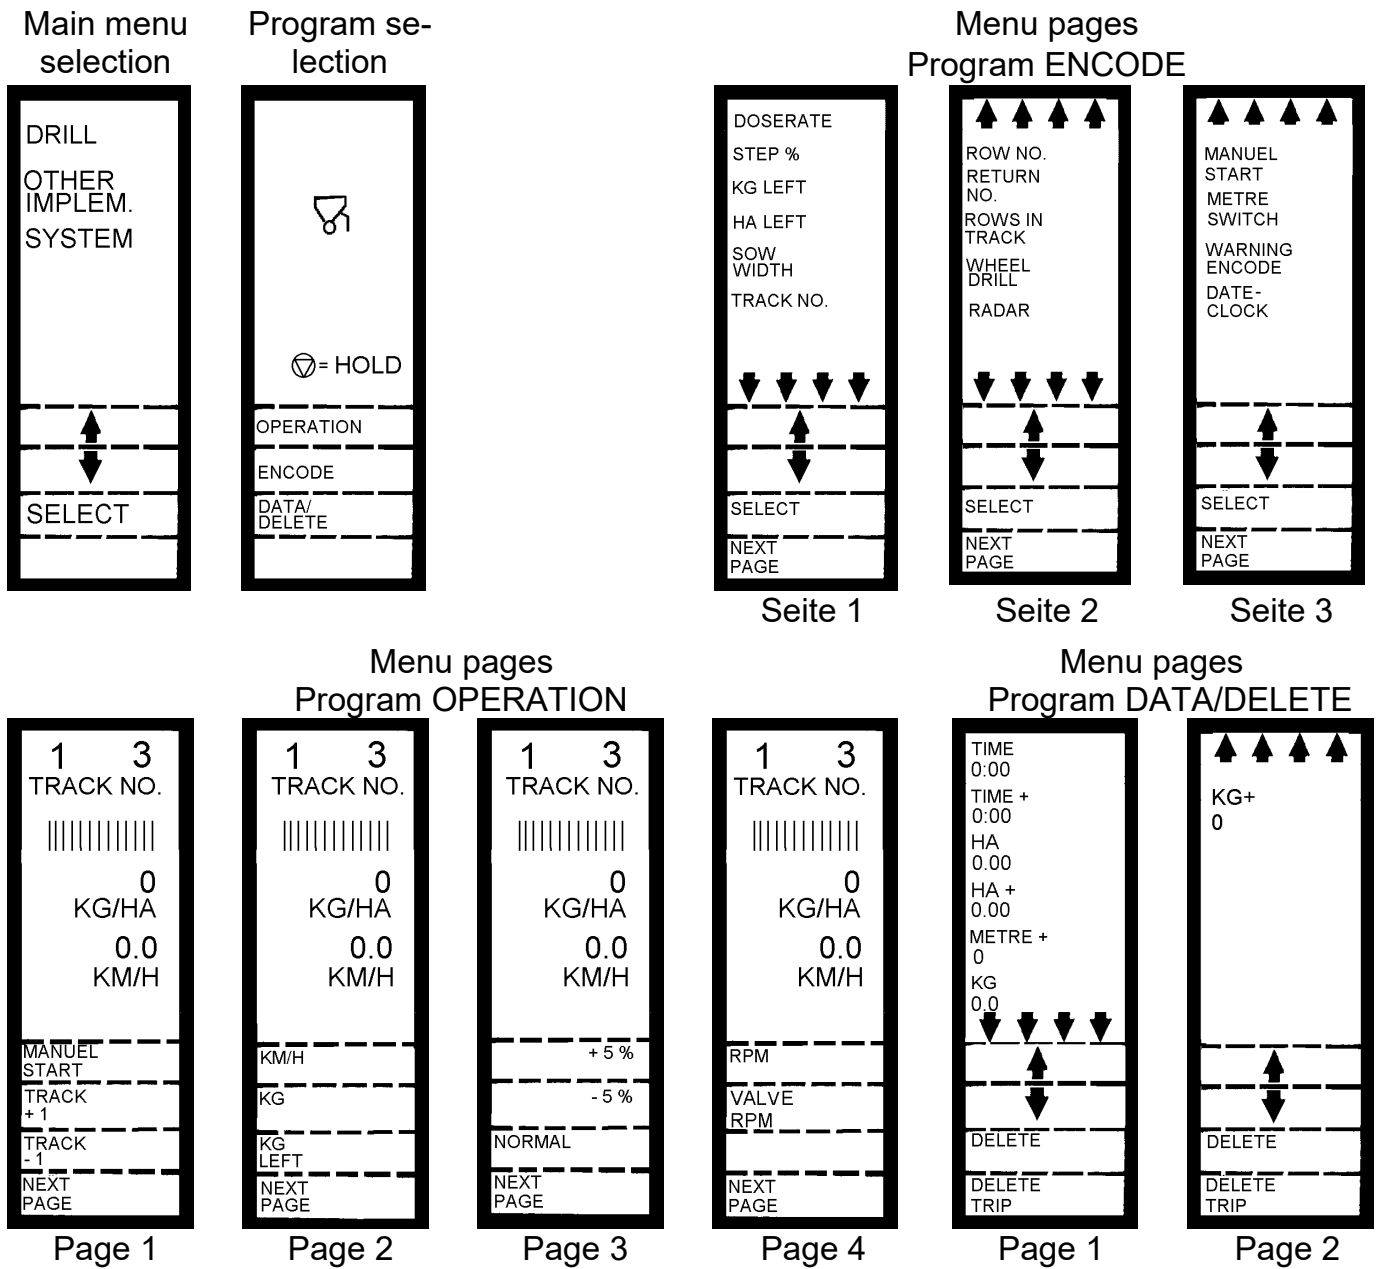 Main menu
selection
DRILL
OTHER
IMPLEM.
SYSTEM
SELECT
Program se-
lection
= HOLD
OPERATION
ENCODE
DATA/
DELETE
Menu pages
Program ENCODE
DOSERATE
STEP %
KG LEFT
HA LEFT
SOW
WIDTH
TRACK NO.
SELECT
NEXT
PAGE
Seite 1
ROW NO.
RETURN
NO.
ROWS IN
TRACK
WHEEL
DRILL
RADAR
SELECT
NEXT
PAGE
Seite 2
MANUEL
START
METRE
SWITCH
WARNING
ENCODE
DATE-
CLOCK
SELECT
NEXT
PAGE
Seite 3
Menu pages
Program OPERATION
1 3
TRACK NO.
0
KG/HA
0.0
KM/H
MANUEL
START
TRACK
+ 1
TRACK
- 1
NEXT
PAGE
Page 1
1 3
TRACK NO.
0
KG/HA
0.0
KM/H
KM/H
KG
KG
LEFT
NEXT
PAGE
Page 2
1 3
TRACK NO.
0
KG/HA
0.0
KM/H
+ 5 %
- 5 %
NORMAL
NEXT
PAGE
Page 3
1 3
TRACK NO.
0
KG/HA
0.0
KM/H
RPM
VALVE
RPM
NEXT
PAGE
Page 4
Menu pages
Program DATA/DELETE
TIME
0:00
TIME +
0:00
HA
0.00
HA +
0.00
METRE +
0
KG
0.0
DELETE
DELETE
TRIP
Page 1
KG+
0
DELETE
DELETE
TRIP
Page 2